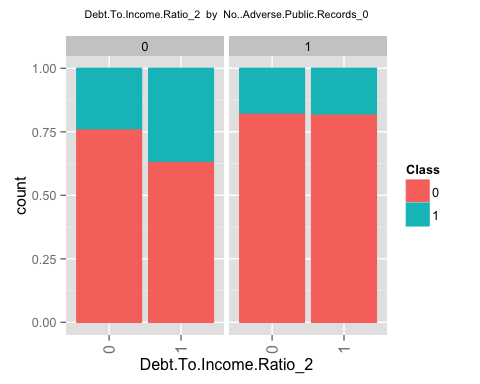 Debt.To.Income.Ratio_2 by No..Adverse.Public.Records_0
0 1
1.00
0.75
0.50
0.25
0.00
count
0 1 0 1
Debt.To.Income.Ratio_2
Class
0
1